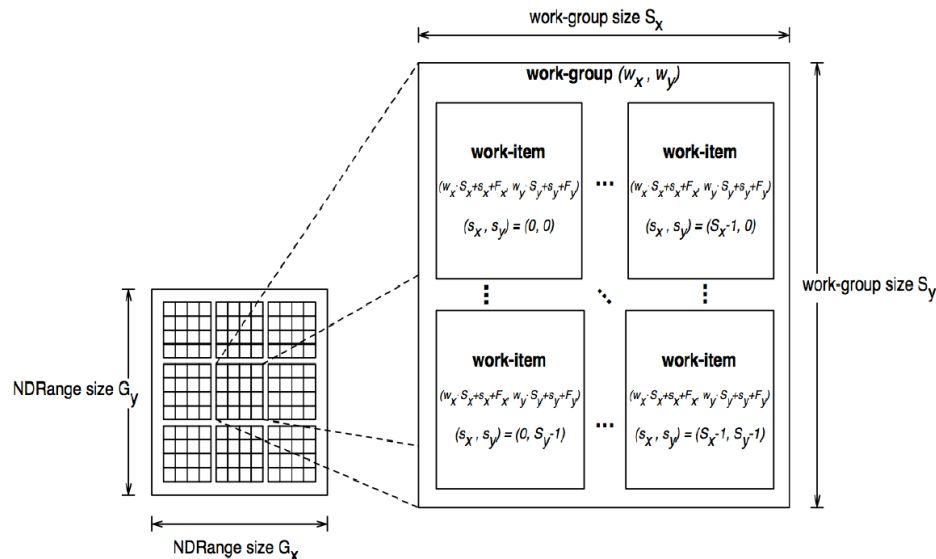 work-group size Sx
work-group (wx , wy)
work-item
work-item
(wx· Sx+sx+Fx, wy· Sy+sy+Fy)
...
(wx· Sx+sx+Fx, wy· Sy+sy+Fy)
(sx , sy) = (0, 0)
(sx , sy) = (Sx-1, 0)
work-group size Sy
work-item
work-item
NDRange size Gy
(wx· Sx+sx+Fx, wy· Sy+sy+Fy)
(wx· Sx+sx+Fx, wy· Sy+sy+Fy)
(sx , sy) = (0, Sy-1)
...
(sx , sy) = (Sx-1, Sy-1)
NDRange size Gx